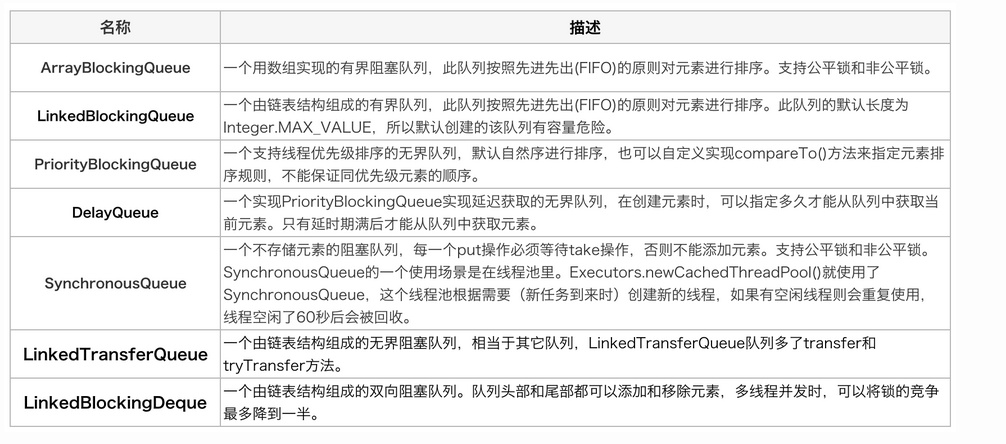 名称
描述
ArrayBlockingQueue
一个用数组实现的有界阻塞队列，此队列按照先进先出(FIFO)的原则对元素进行排序。支持公平锁和非公平锁。
LinkedBlockingQueue
一个由链表结构组成的有界队列，此队列按照先进先出(FIFO)的原则对元素进行排序。此队列的默认长度为
Integer.MAX_VALUE，所以默认创建的该队列有容量危险。
PriorityBlockingQueue
一个支持线程优先级排序的无界队列，默认自然序进行排序，也可以自定义实现compareTo()方法来指定元素排
序规则，不能保证同优先级元素的顺序。
DelayQueue
一个实现PriorityBlockingQueue实现延迟获取的无界队列，在创建元素时，可以指定多久才能从队列中获取当
前元素。只有延时期满后才能从队列中获取元素。
SynchronousQueue
一个不存储元素的阻塞队列，每一个put操作必须等待take操作，否则不能添加元素。支持公平锁和非公平锁。
SynchronousQueue的一个使用场景是在线程池里。Executors.newCachedThreadPool()就使用了
SynchronousQueue，这个线程池根据需要（新任务到来时）创建新的线程，如果有空闲线程则会重复使用，
线程空闲了60秒后会被回收。
LinkedTransferQueue
一个由链表结构组成的无界阻塞队列，相当于其它队列，LinkedTransferQueue队列多了transfer和
tryTransfer方法。
LinkedBlockingDeque
一个由链表结构组成的双向阻塞队列。队列头部和尾部都可以添加和移除元素，多线程并发时，可以将锁的竞争
最多降到一半。